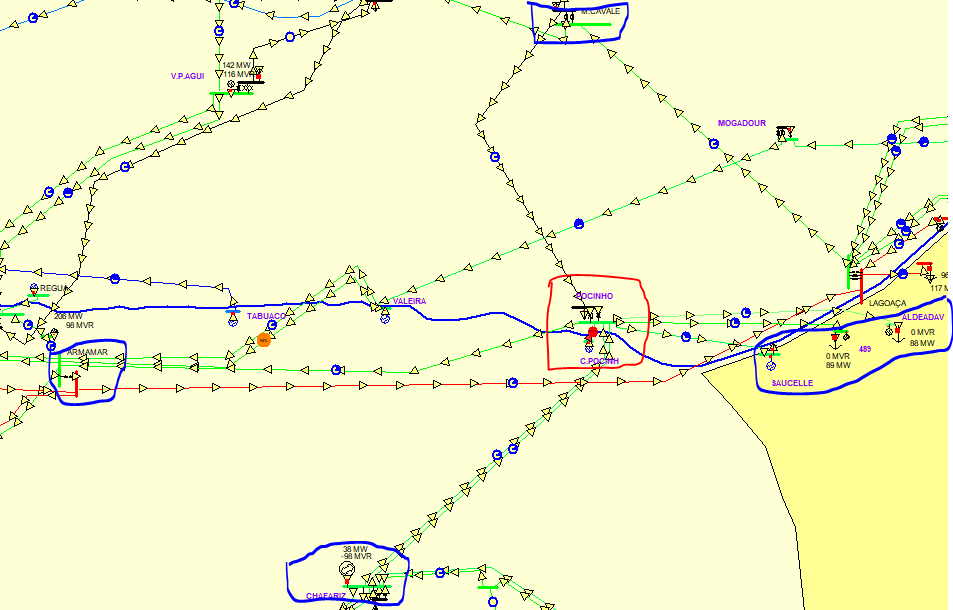 M.CAVALE
142 MW
116 MVR
V.P.AGUI
MOGADOUR
REGUA
206 MW
98 MVR
TABUACO
VALEIRA
POCINHO
C.POCINH
LAGOAÇA
117 M
ALDEADAV
0 MVR
88 MW
489
0 MVR
89 MW
SAUCELLE
ARMAMAR
38 MW
-98 MVR
CHAFARIZ